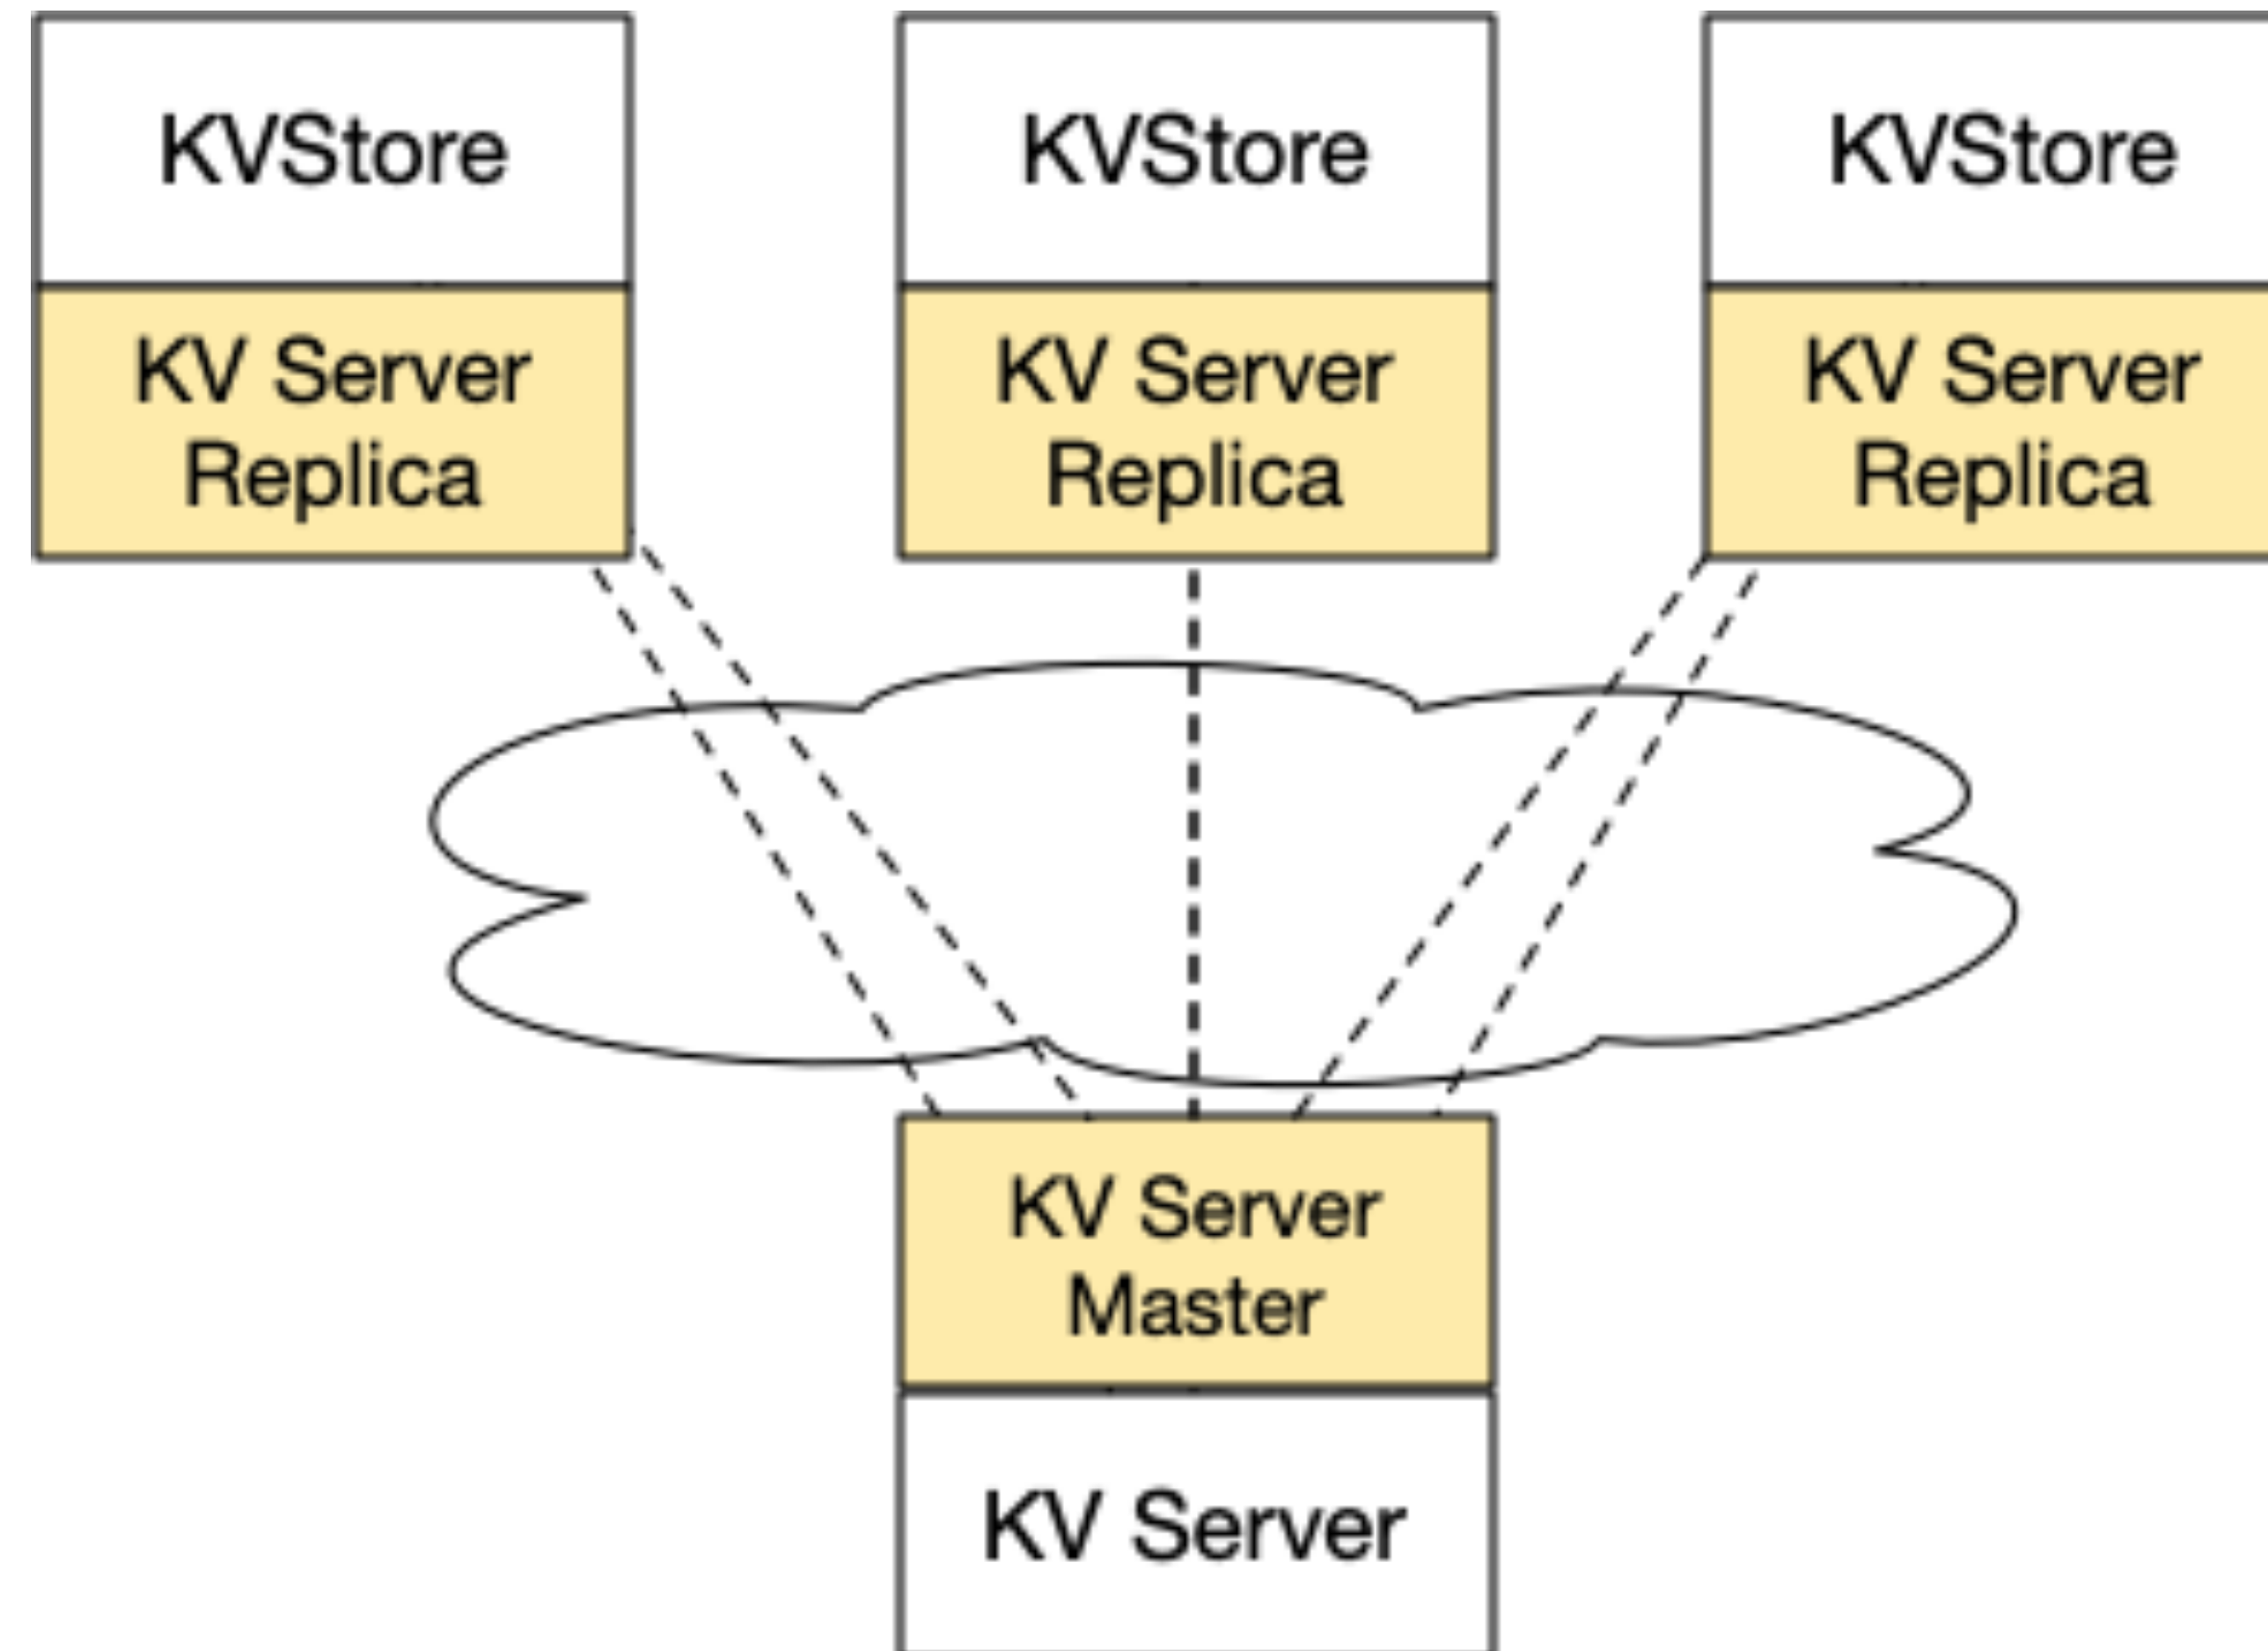 KVStore
KVStore
KVStore
KV Server
Replica
KV Server
Replica
KV Server
Replica
KV Server
Master
KV Server